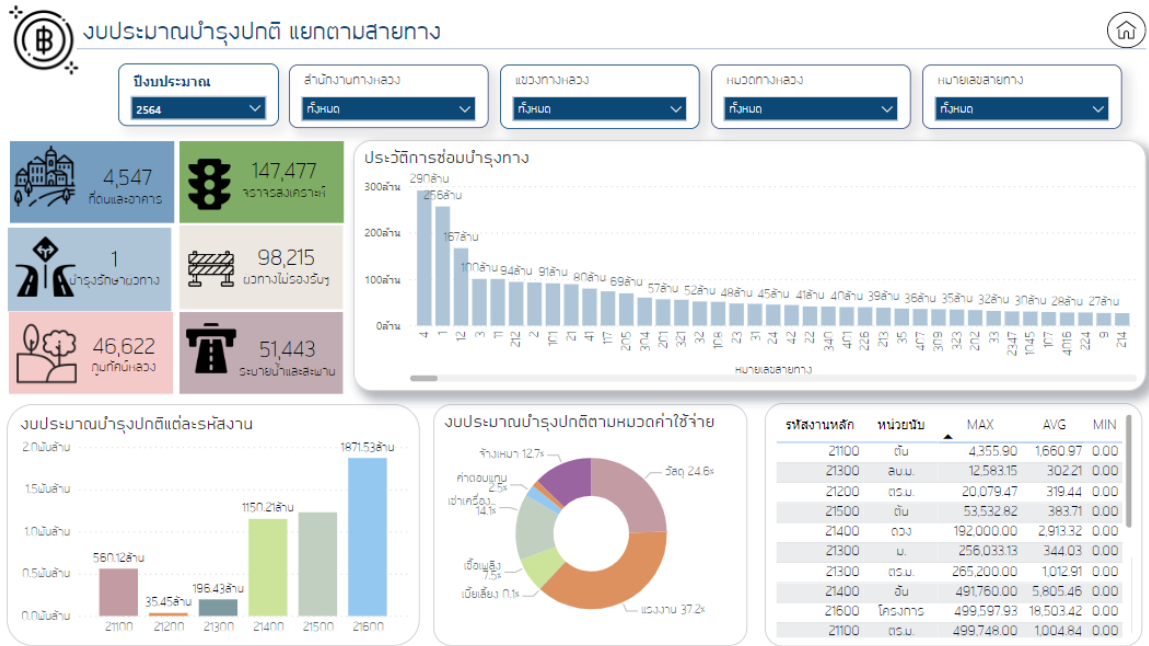 งบประมาณบำรุงปกติ แยกตามสายทาง
ปีงบประมาณ
2564
สำนักงานทางหลวง
ทั้งหมด
แขวงทางหลวง
ทั้งหมด
หมวดทางหลวง
ทั้งหมด
หมายเลขสายทาง
ทั้งหมด
4,547
ที่ดินและอาคาร
147,477
จราจรสงเคราะห์
1
บำรุงรักษายวทาง
98,215
ยวทางไม่รองรับๆ
46,622
ภูมิทัศน์หลวง
51,443
ระบายน้ำและสะพาน
ประวัติการซ่อมบำรุงทาง
300ล้าน
200ล้าน
100ล้าน
0ล้าน
290ล้าน
256ล้าน
167ล้าน
100ล้าน 94ล้าน 91ล้าน 80ล้าน 69ล้าน 57ล้าน 52ล้าน 48ล้าน 45ล้าน 41ล้าน 40ล้าน 39ล้าน 36ล้าน 35ล้าน 32ล้าน 30ล้าน 28ล้าน 27ล้าน
4 1 12 3 11 212 2 101 21 41 117 205 304 201 321 32 108 23 31 24 42 22 340 401 226 213 35 407 309 323 202 33 2347 1045 107 4016 224 9 214
หมายเลขสายทาง
งบประมาณบำรุงปกติแต่ละรหัสงาน
2.0พันล้าน
1.5พันล้าน
1.0พันล้าน
0.5พันล้าน
0.0พันล้าน
560.12ล้าน
35.45ล้าน
196.43ล้าน
1150.21ล้าน
1871.53ล้าน
21100 21200 21300 21400 21500 21600
งบประมาณบำรุงปกติตามหมวดค่าใช้จ่าย
จ้างเหมา 12.7%
วัสดุ 24.6%
ค่าตอบแทน
2.5%
เช่าเครื่อง...
14.1%
เชื้อเพลิง
7.5%
เบี้ยเลี้ยง 0.1%
แรงงาน 37.2%
รหัสงานหลัก หน่วยนับ MAX AVG MIN
21100 ตัน 4,355.90 1,660.97 0.00
21300 ลบ.ม. 12,583.15 302.21 0.00
21200 ตร.ม. 20,079.47 319.44 0.00
21500 ตัน 53,532.82 383.71 0.00
21400 ดวง 192,000.00 2,913.32 0.00
21300 ม. 256,033.13 344.03 0.00
21300 ตร.ม. 265,200.00 1,012.91 0.00
21400 อัน 491,760.00 5,805.46 0.00
21600 โครงการ 499,597.93 18,503.42 0.00
21100 ตร.ม. 499,748.00 1,004.84 0.00